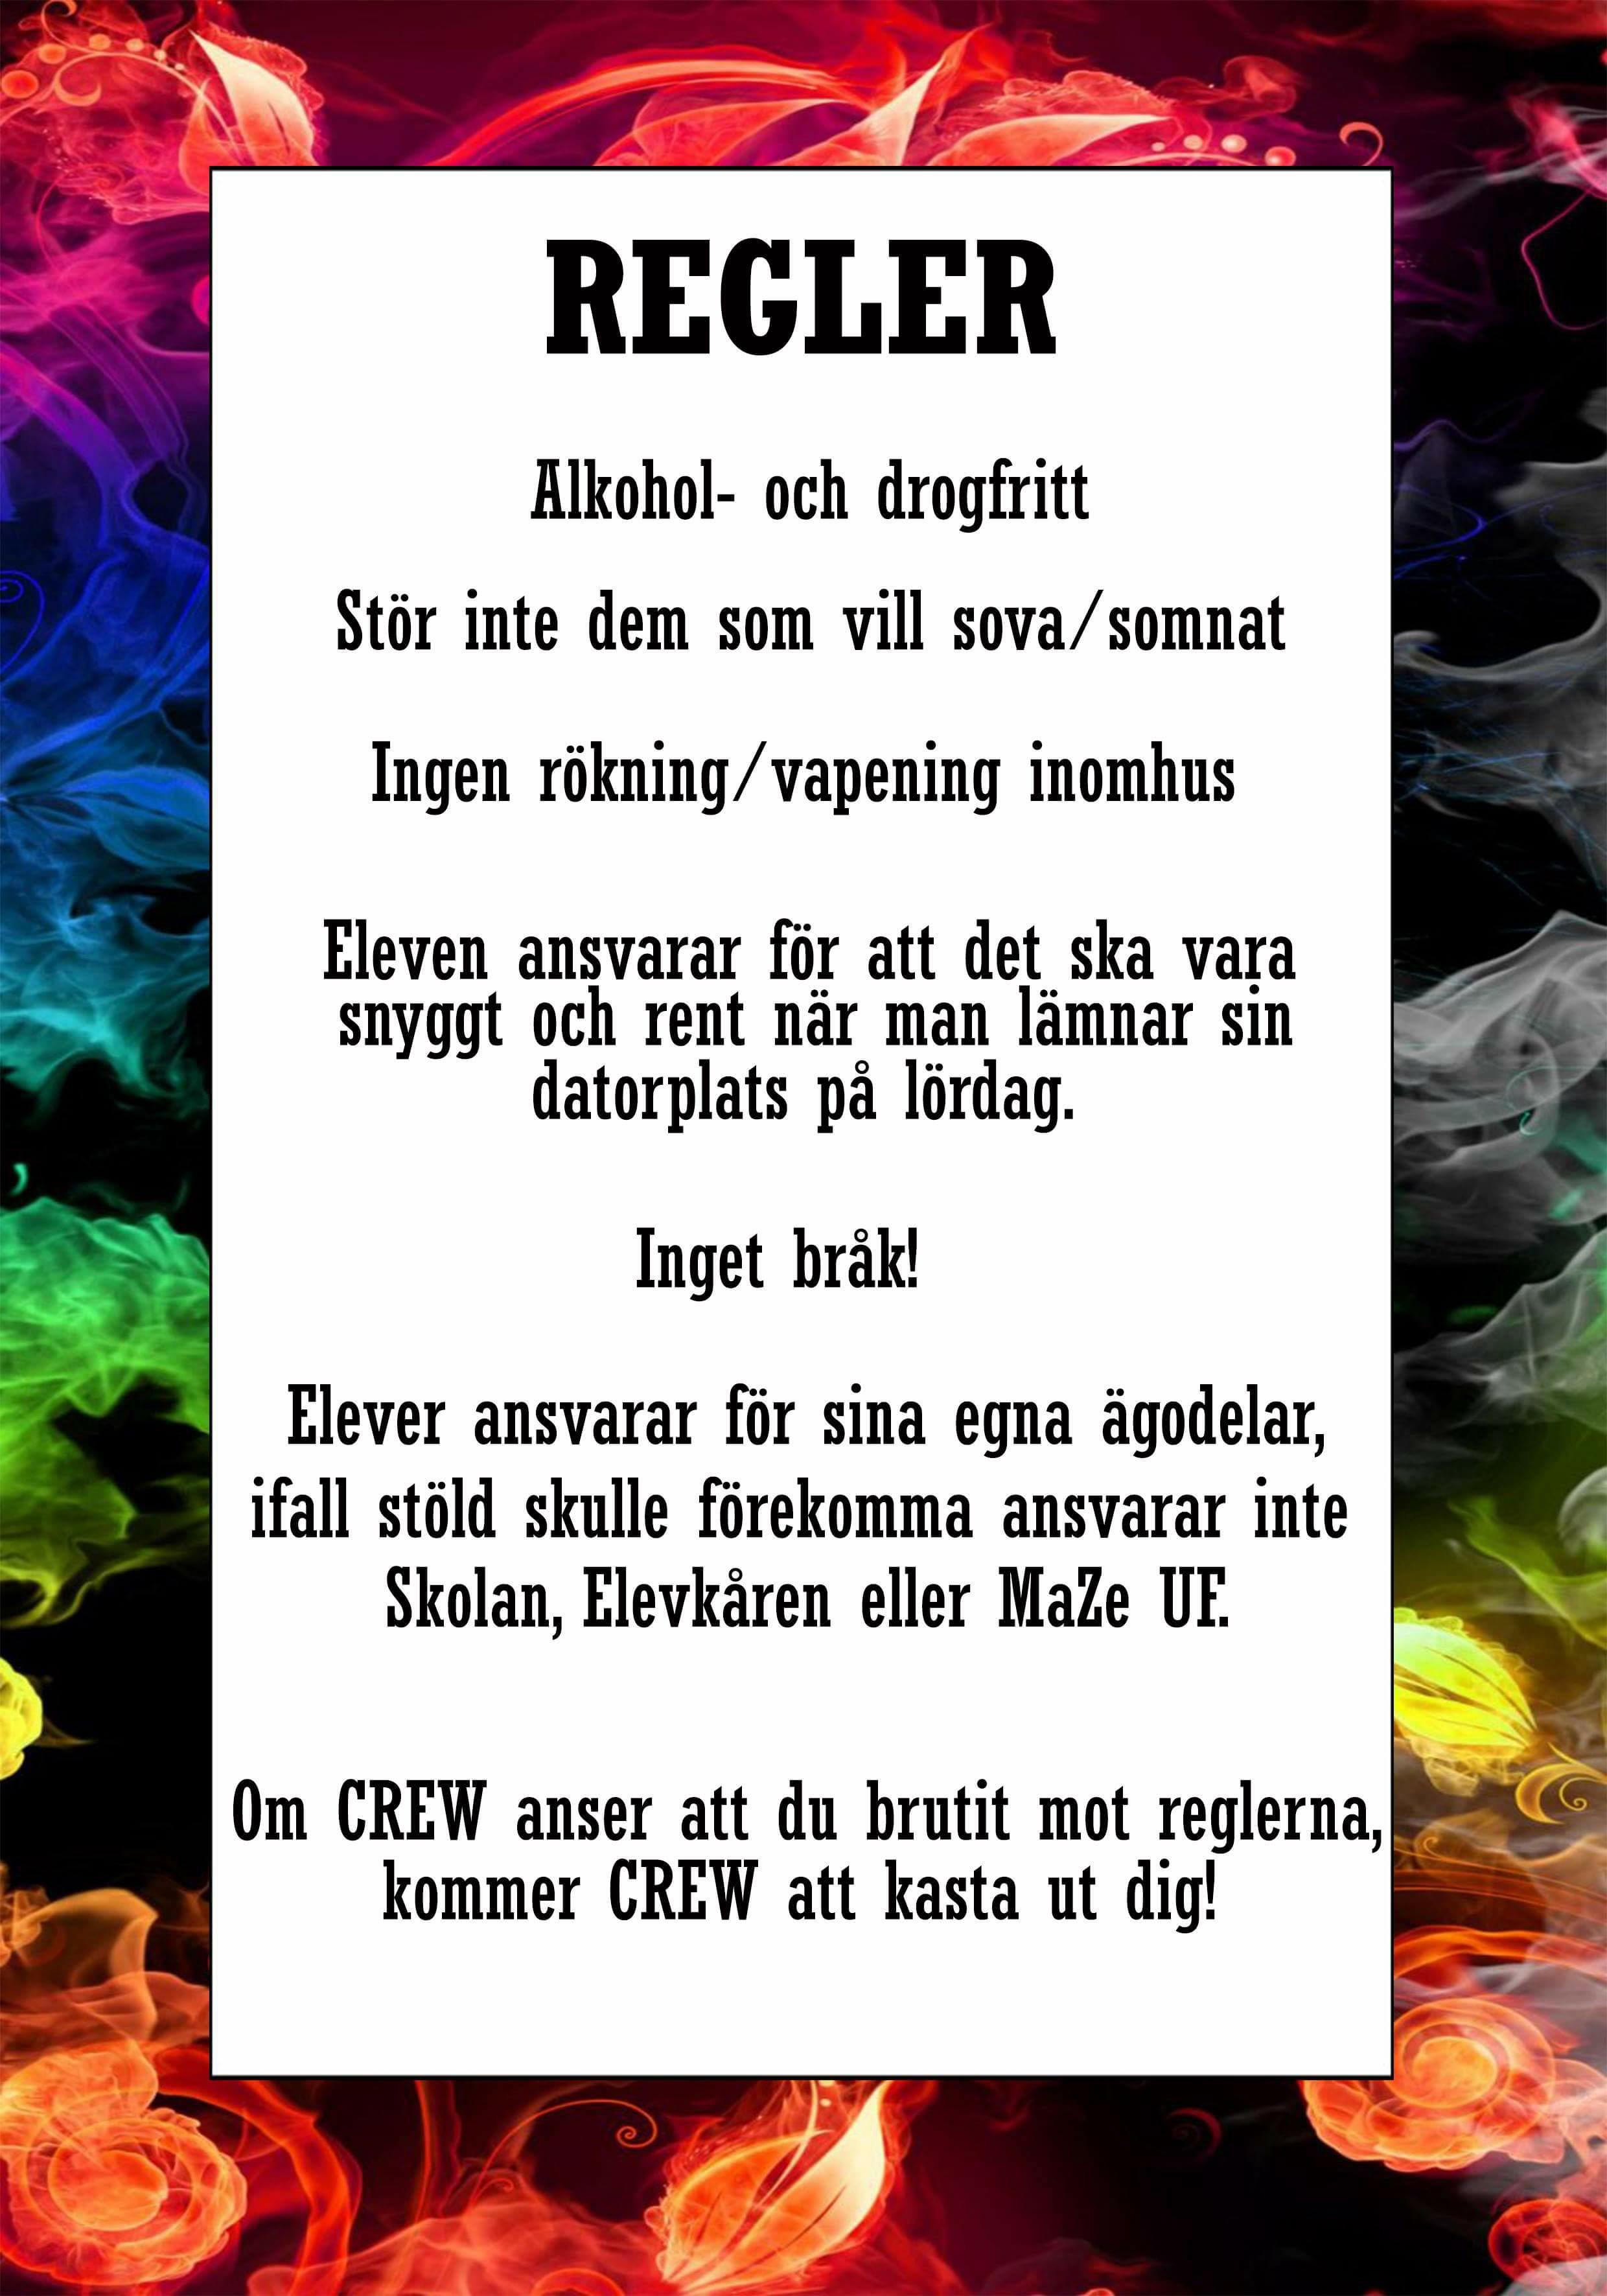 REGLER
Alkohol- och drogfritt
Stör inte dem som vill sova/somnat
Ingen rökning/vapening inomhus
Eleven ansvarar för att det ska vara
snyggt och rent när man lämnar sin
datorplats på lördag.
Inget bråk!
Elever ansvarar för sina egna ägodelar,
ifall stöld skulle förekomma ansvarar inte
Skolan, Elevkåren eller MaZe UF.
Om CREW anser att du brutit mot reglerna,
kommer CREW att kasta ut dig!